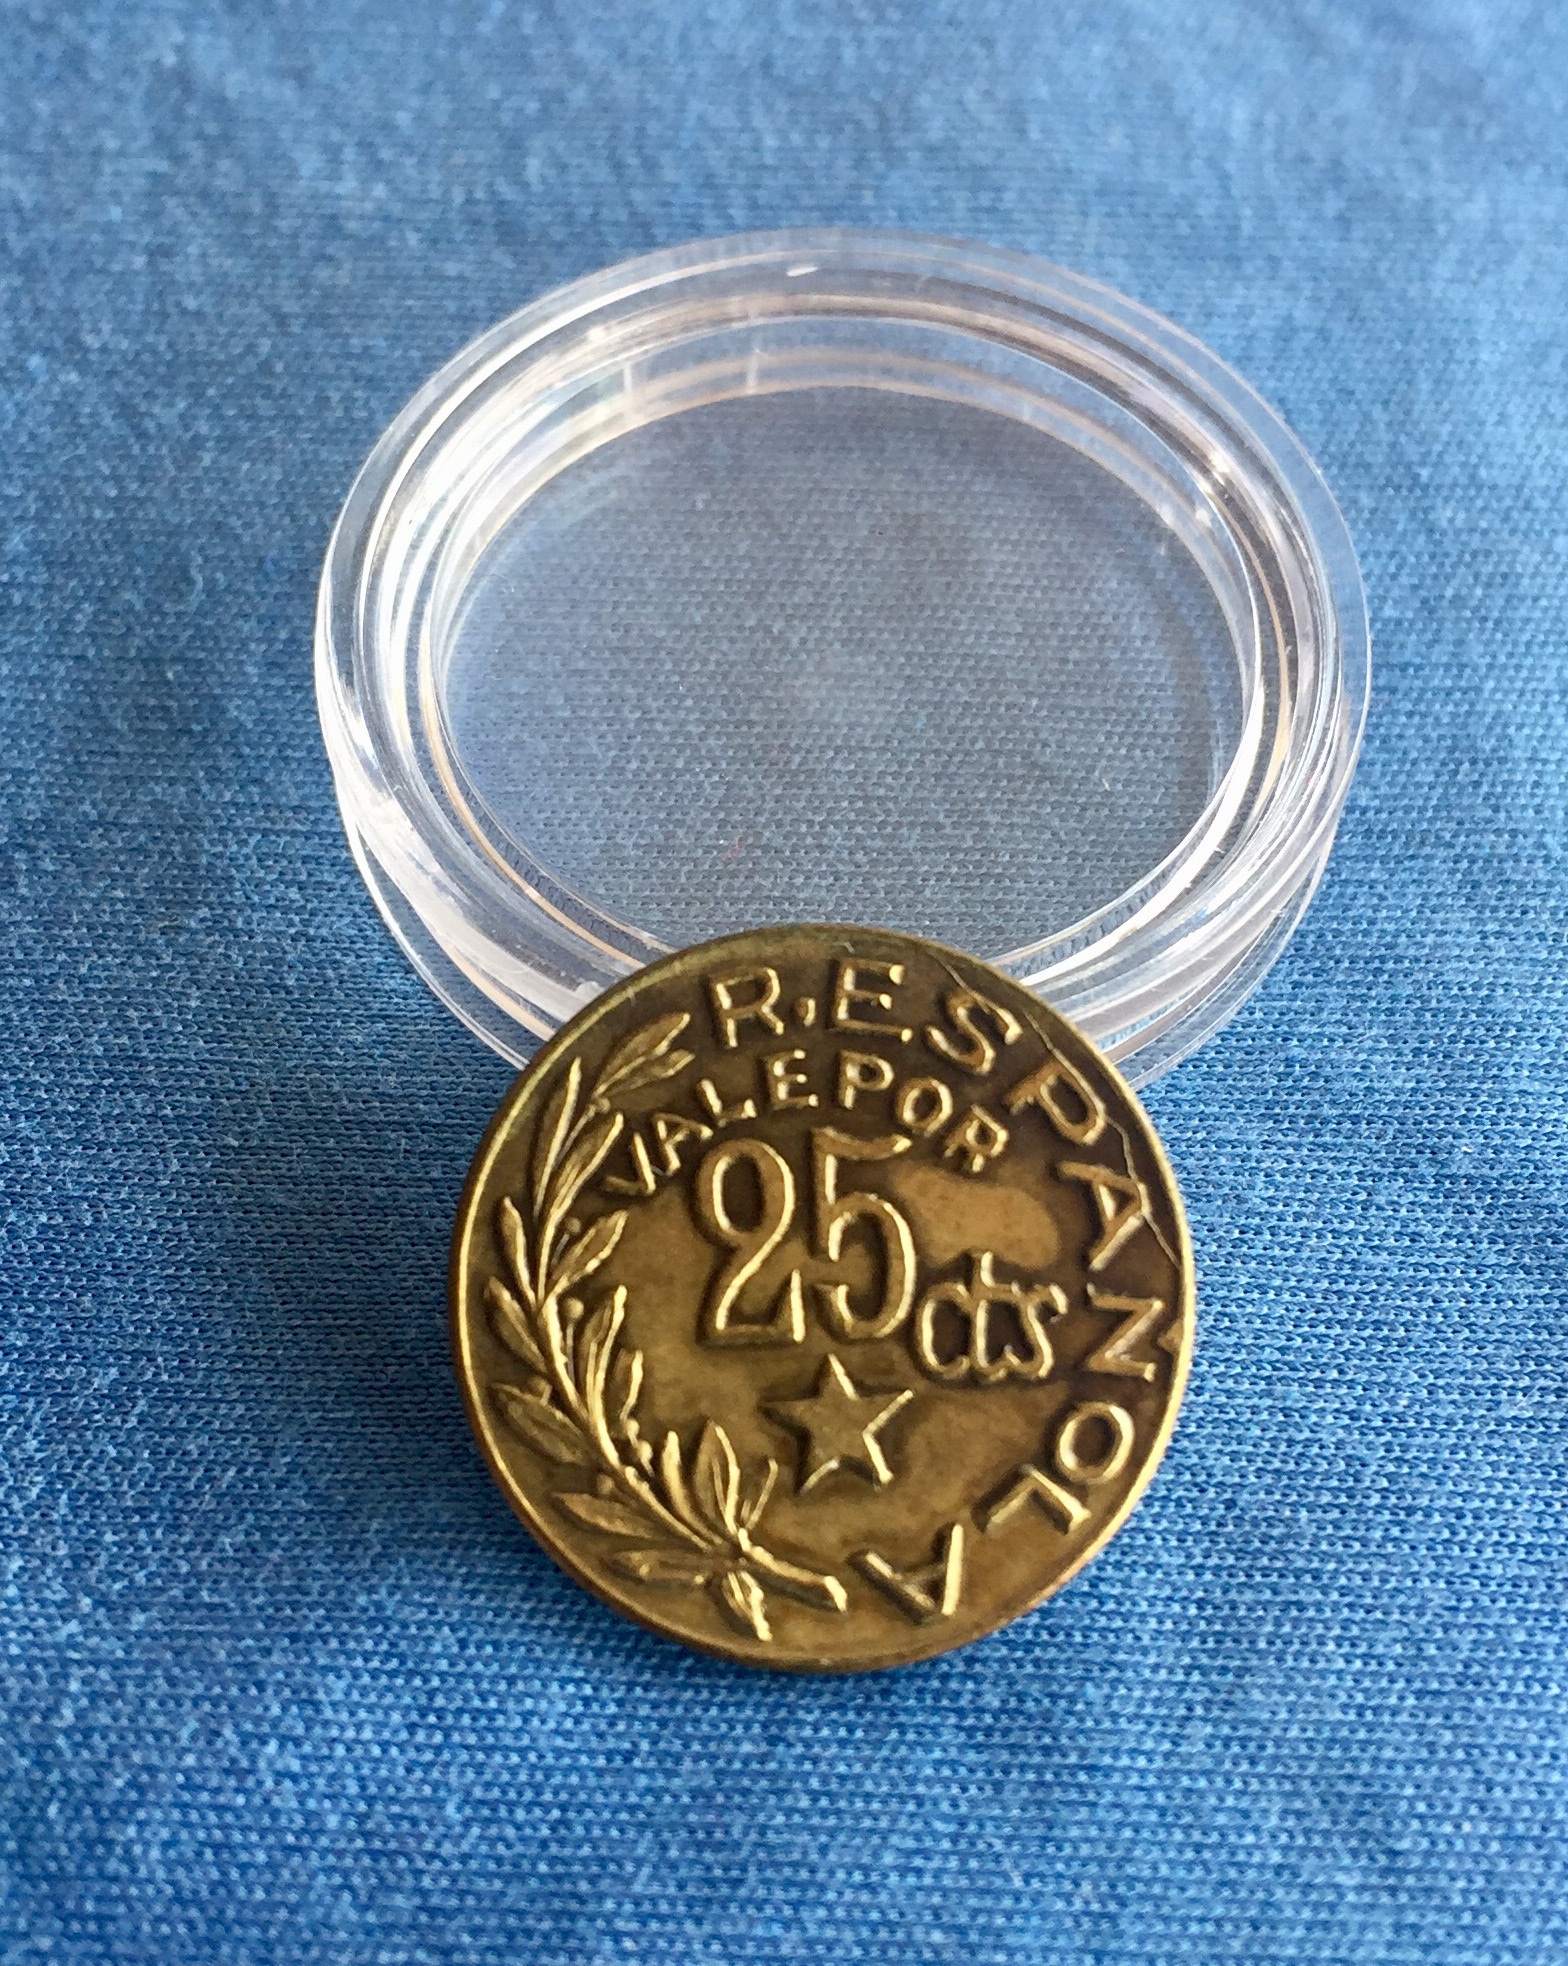 R. ESPAÑOLA
VALE POR
25 cts